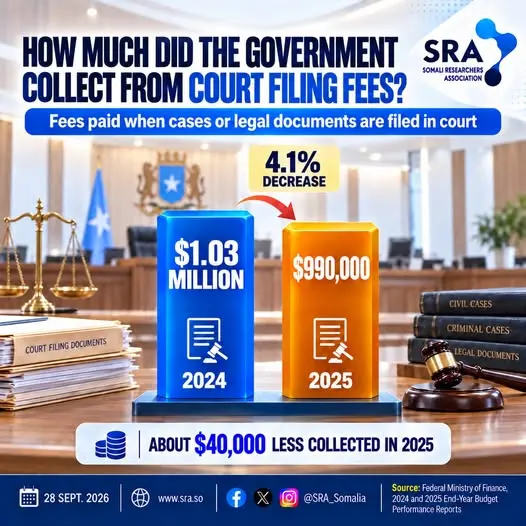 HOW MUCH DID THE GOVERNMENT
COLLECT FROM COURT FILING FEES?
SRA
SOMALI RESEARCHERS
ASSOCIATION
Fees paid when cases or legal documents are filed in court
4.1%
DECREASE
$1.03
MILLION
2024
$990,000
2025
COURT FILING DOCUMENTS
CIVIL CASES
CRIMINAL CASES
LEGAL DOCUMENTS
ABOUT $40,000 LESS COLLECTED IN 2025
28 SEPT. 2026
www.sra.so
@SRA_Somalia
Source: Federal Ministry of Finance,
2024 and 2025 End-Year Budget
Performance Reports